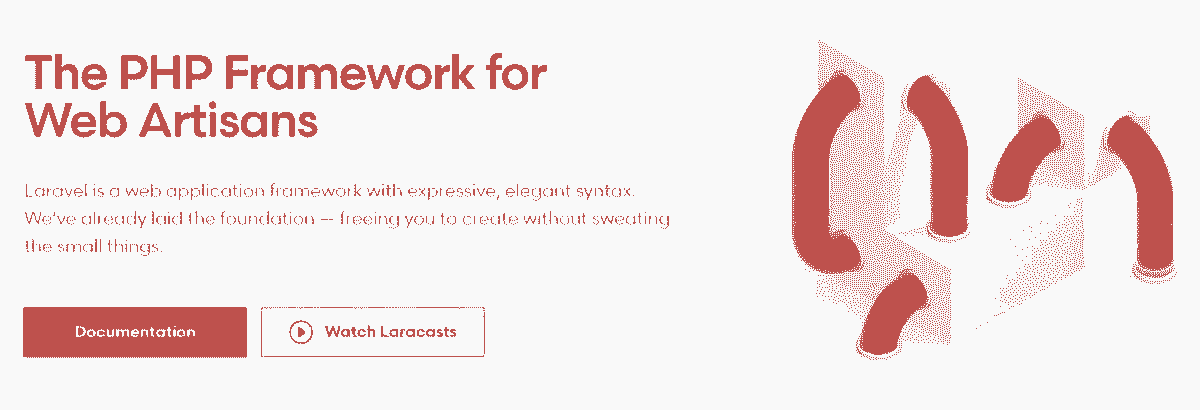 The PHP Framework for
Web Artisans
Laravel is a web application framework with expressive, elegant syntax.
We've already laid the foundation — freeing you to create without sweating
the small things.
Documentation
Watch Laracasts